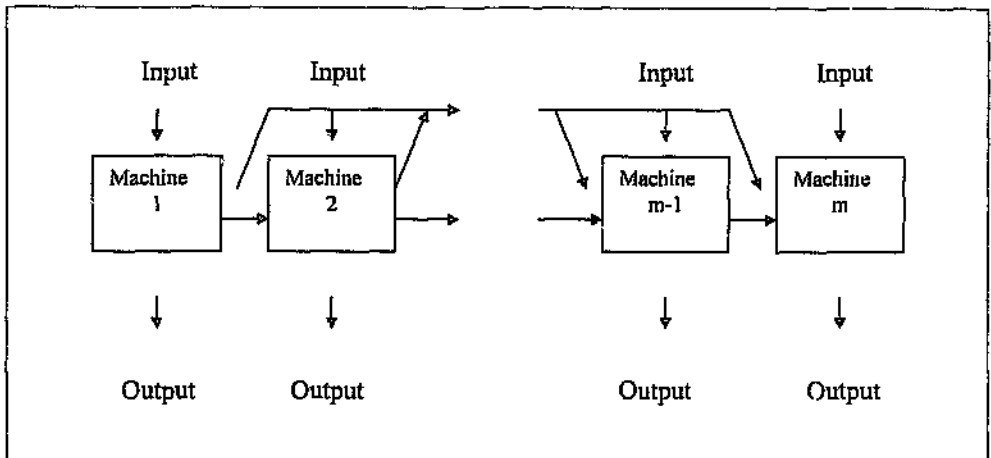 Input Input Input Input
Machine Machine Machine Machine
1 2 m-1 m
Output Output Output Output